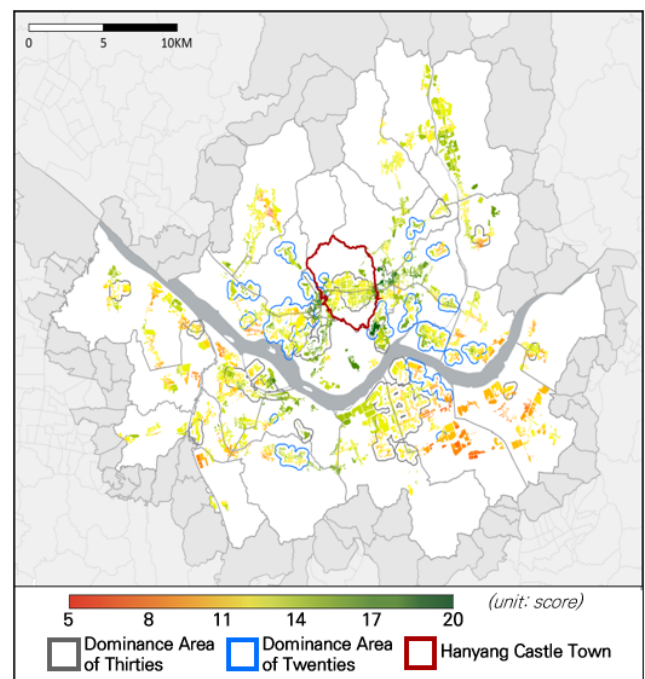 0 5 10KM
5 8 11 14 17 20 (unit: score)
Dominance Area
of Thirties
Dominance Area
of Twenties
Hanyang Castle Town